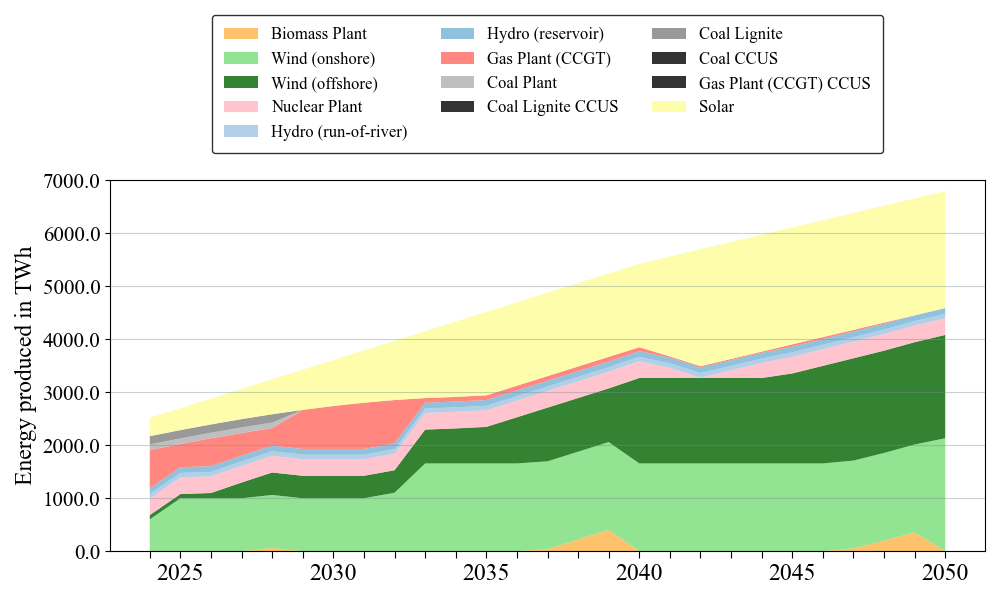 Biomass Plant
Wind (onshore)
Wind (offshore)
Nuclear Plant
Hydro (run-of-river)
Hydro (reservoir)
Gas Plant (CCGT)
Coal Plant
Coal Lignite CCUS
Coal Lignite
Coal CCUS
Gas Plant (CCGT) CCUS
Solar
Energy produced in TWh
7000.0
6000.0
5000.0
4000.0
3000.0
2000.0
1000.0
0.0
2025 2030 2035 2040 2045 2050